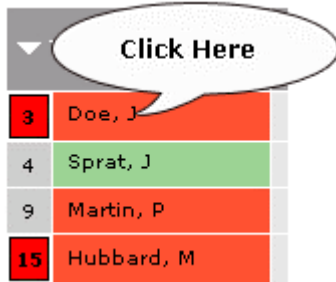 Click Here
3 Doe, J
4 Sprat, J
9 Martin, P
15 Hubbard, M